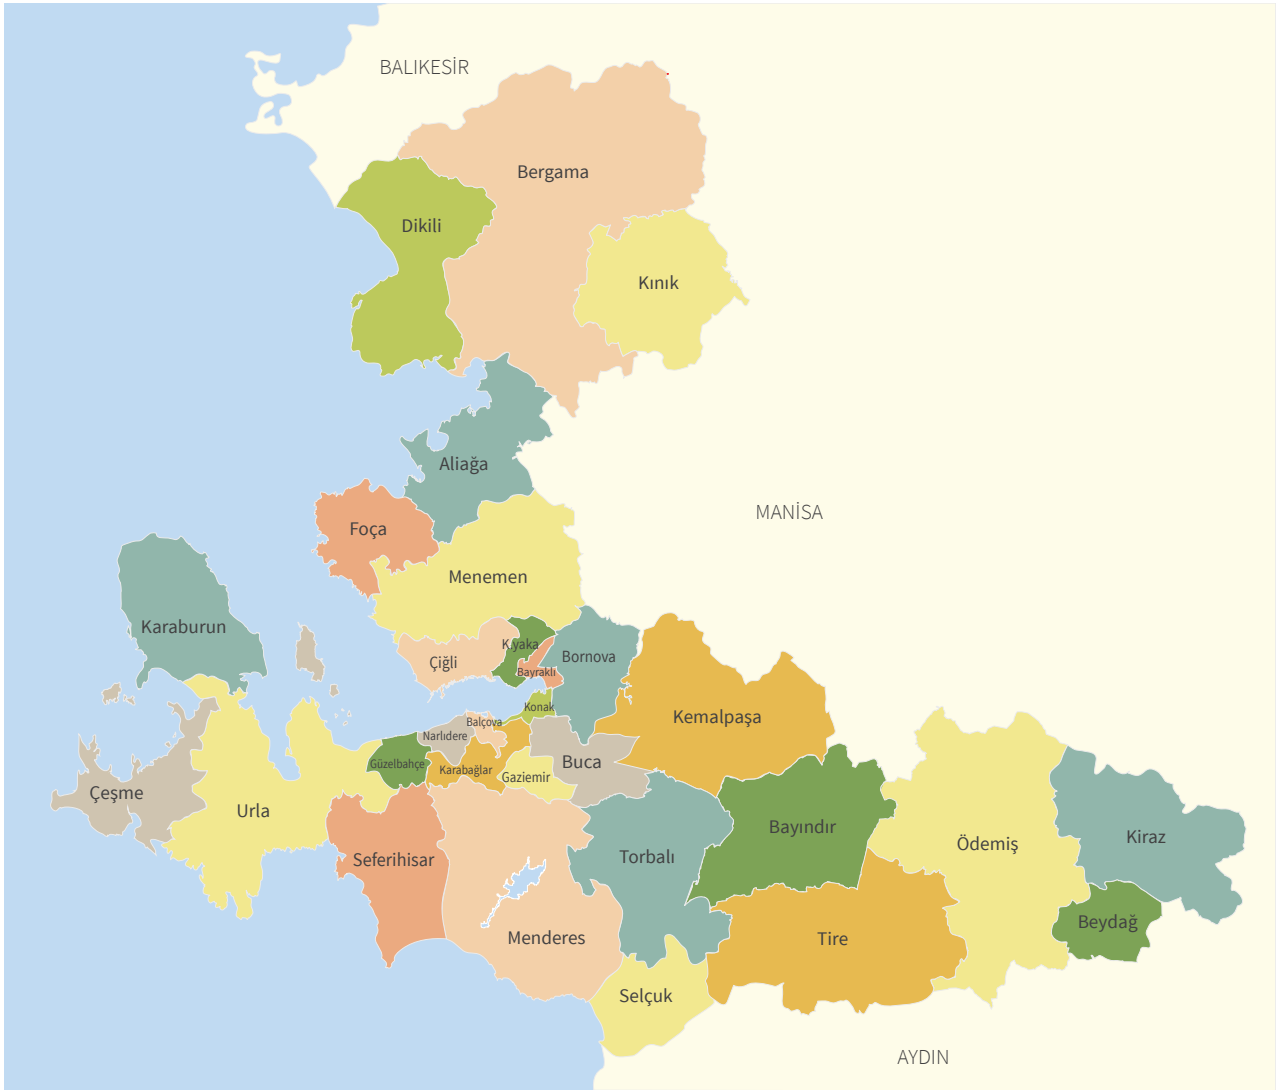 BALIKESİR
Bergama
Dikili
Kınık
Aliağa
MANİSA
Foça
Menemen
Karaburun
K.yaka
Bornova
Çiğli
Bayraklı
Konak
Kemalpaşa
Balçova
Narlıdere
Buca
Güzelbahçe
Karabağlar
Gaziemir
Çeşme
Urla
Bayındır
Kiraz
Ödemiş
Seferihisar
Torbalı
Beydağ
Menderes
Tire
Selçuk
AYDIN